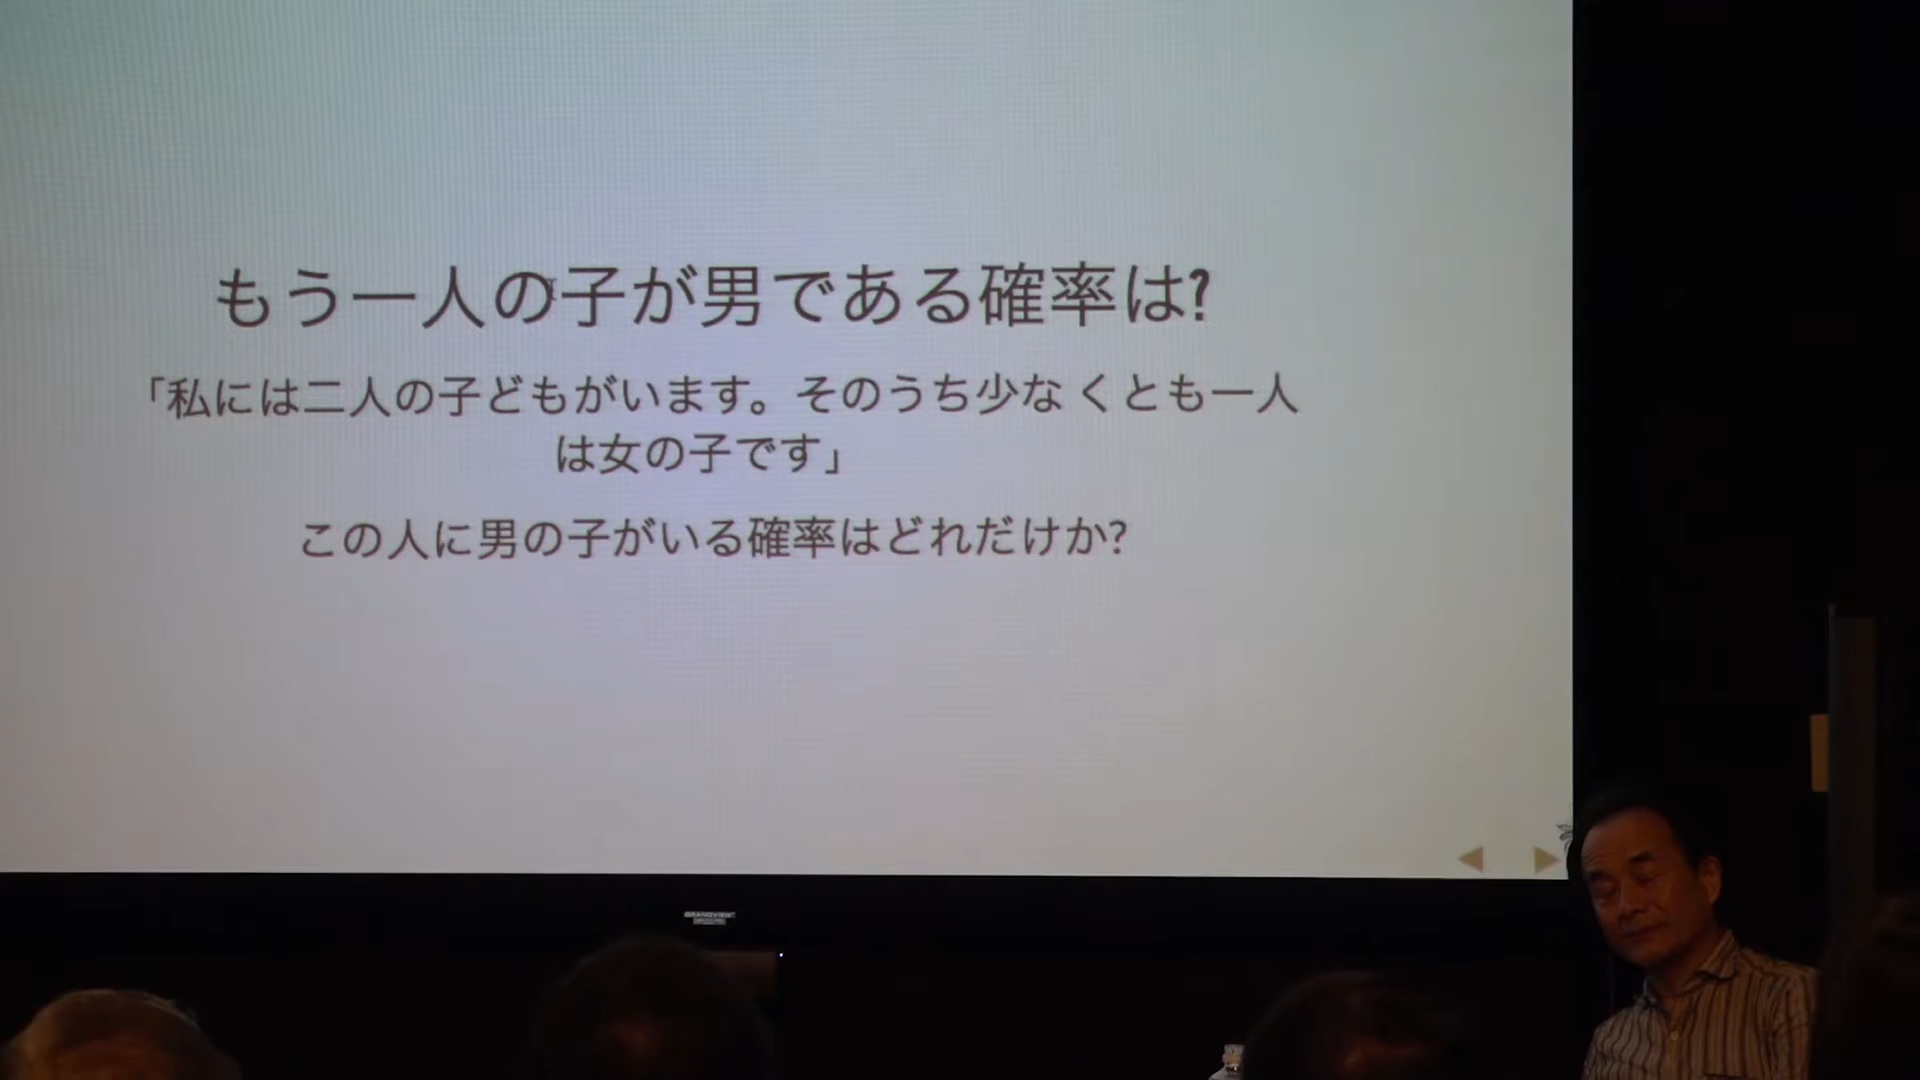 もう一人の子が男である確率は?
「私には二人の子どもがいます。そのうち少なくとも一人
は女の子です」
この人に男の子がいる確率はどれだけか?
GRANDVIEW